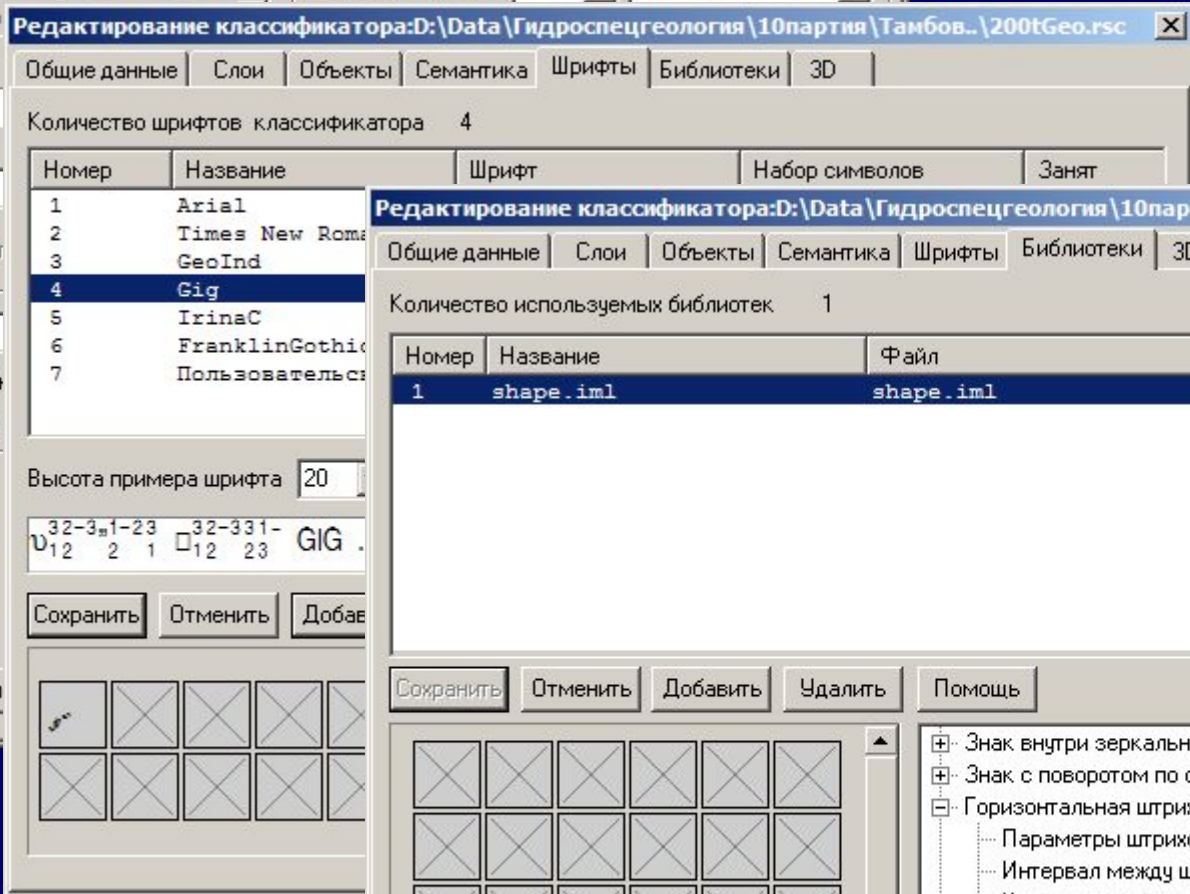 Редактирование классификатора:D:\Data\Гидроспецгеология\10партия\Тамбов..\200tGeo.rsc
Общие данные Слои Объекты Семантика Шрифты Библиотеки 3D
Количество шрифтов классификатора 4
Номер Название Шрифт Набор символов Занят
1 Arial
2 Times New Roma
3 GeoInd
4 Gig
5 IrinaC
6 FranklinGothic
7 Пользовательс
Высота примера шрифта 20
GIG .
Сохранить Отменить Добав
Редактирование классификатора:D:\Data\Гидроспецгеология\10пар
Общие данные Слои Объекты Семантика Шрифты Библиотеки 3D
Количество используемых библиотек 1
Номер Название Файл
1 shape.iml shape.iml
Сохранить Отменить Добавить Удалить Помощь
Знак внутри зеркальн
Знак с поворотом по
Горизонтальная штрих
Параметры штрих
Интервал между ш